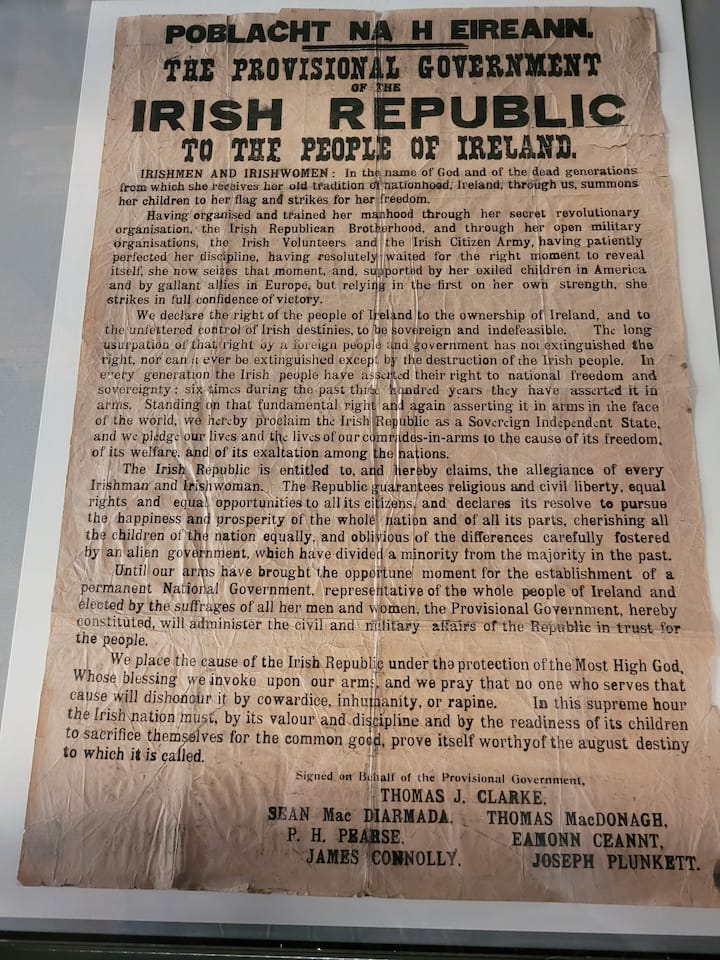 POBLACHT NA H EIREANN.
THE PROVISIONAL GOVERNMENT
OF THE
IRISH REPUBLIC
TO THE PEOPLE OF IRELAND.
IRISHMEN AND IRISHWOMEN : In the name of God and of the dead generations
from which she receives her old tradition of nationhood, Ireland, through us, summons
her children to her flag and strikes for her freedom.
Having organised and trained her manhood through her secret revolutionary
organisation, the Irish Republican Brotherhood, and through her open military
organisations, the Irish Volunteers and the Irish Citizen Army, having patiently
perfected her discipline, having resolutely waited for the right moment to reveal
itself, she now seizes that moment, and, supported by her exiled children in America
and by gallant allies in Europe, but relying in the first on her own strength, she
strikes in full confidence of victory.
We declare the right of the people of Ireland to the ownership of Ireland, and to
the unfettered control of Irish destinies, to be sovereign and indefeasible. The long
usurpation of that right by a foreign people and government has not extinguished the
right, nor can it ever be extinguished except by the destruction of the Irish people. In
every generation the Irish people have asserted their right to national freedom and
sovereignty ; six times during the past three hundred years they have asserted it in
arms. Standing on that fundamental right and again asserting it in arms in the face
of the world, we hereby proclaim the Irish Republic as a Sovereign Independent State,
and we pledge our lives and the lives of our comrades-in-arms to the cause of its freedom,
of its welfare, and of its exaltation among the nations.
The Irish Republic is entitled to, and hereby claims, the allegiance of every
Irishman and Irishwoman. The Republic guarantees religious and civil liberty, equal
rights and equal opportunities to all its citizens, and declares its resolve to pursue
the happiness and prosperity of the whole nation and of all its parts, cherishing all
the children of the nation equally, and oblivious of the differences carefully fostered
by an alien government, which have divided a minority from the majority in the past.
Until our arms have brought the opportune moment for the establishment of a
permanent National Government, representative of the whole people of Ireland and
elected by the suffrages of all her men and women, the Provisional Government, hereby
constituted, will administer the civil and military affairs of the Republic in trust for
the people.
We place the cause of the Irish Republic under the protection of the Most High God,
Whose blessing we invoke upon our arms, and we pray that no one who serves that
cause will dishonour it by cowardice, inhumanity, or rapine. In this supreme hour
the Irish nation must, by its valour and discipline and by the readiness of its children
to sacrifice themselves for the common good, prove itself worthy of the august destiny
to which it is called.
Signed on Behalf of the Provisional Government,
THOMAS J. CLARKE,
SEAN Mac DIARMADA, THOMAS MacDONAGH,
P. H. PEARSE, EAMONN CEANNT,
JAMES CONNOLLY. JOSEPH PLUNKETT.